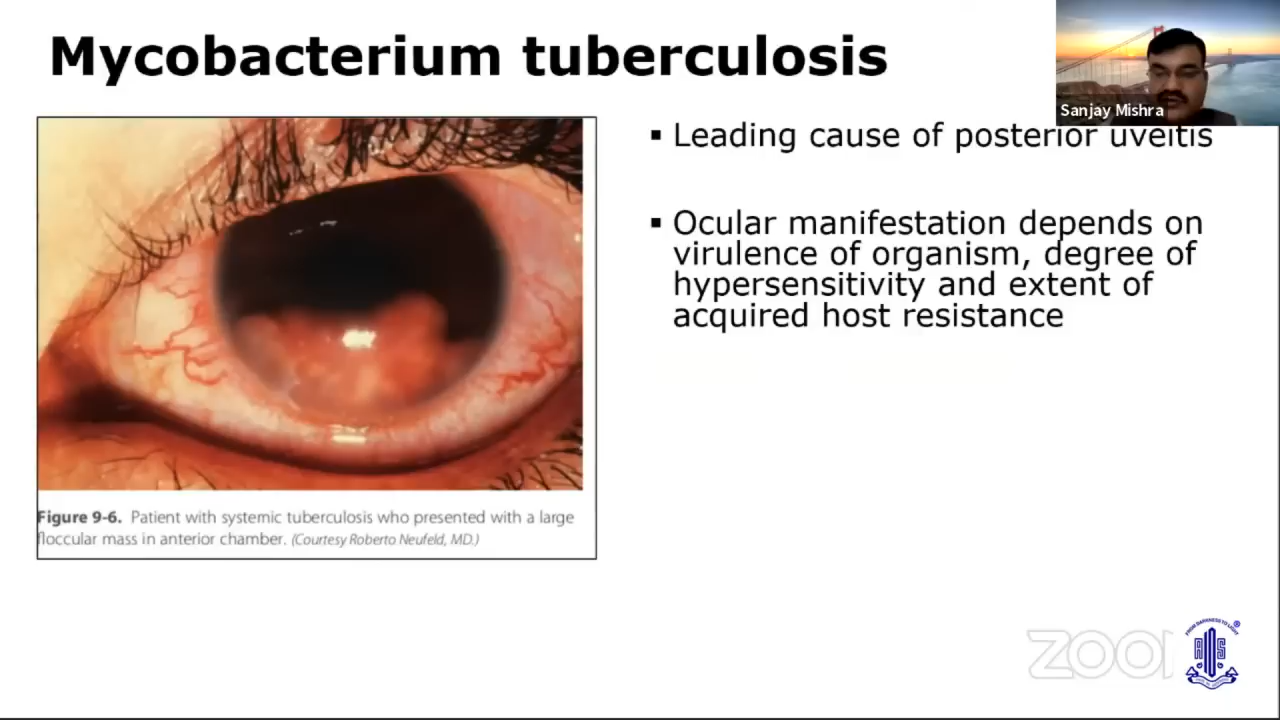 Mycobacterium tuberculosis
Sanjay Mishra
▪ Leading cause of posterior uveitis
▪ Ocular manifestation depends on
virulence of organism, degree of
hypersensitivity and extent of
acquired host resistance
Figure 9-6. Patient with systemic tuberculosis who presented with a large
floccular mass in anterior chamber. (Courtesy Roberto Neufeld, MD.)
ZOO